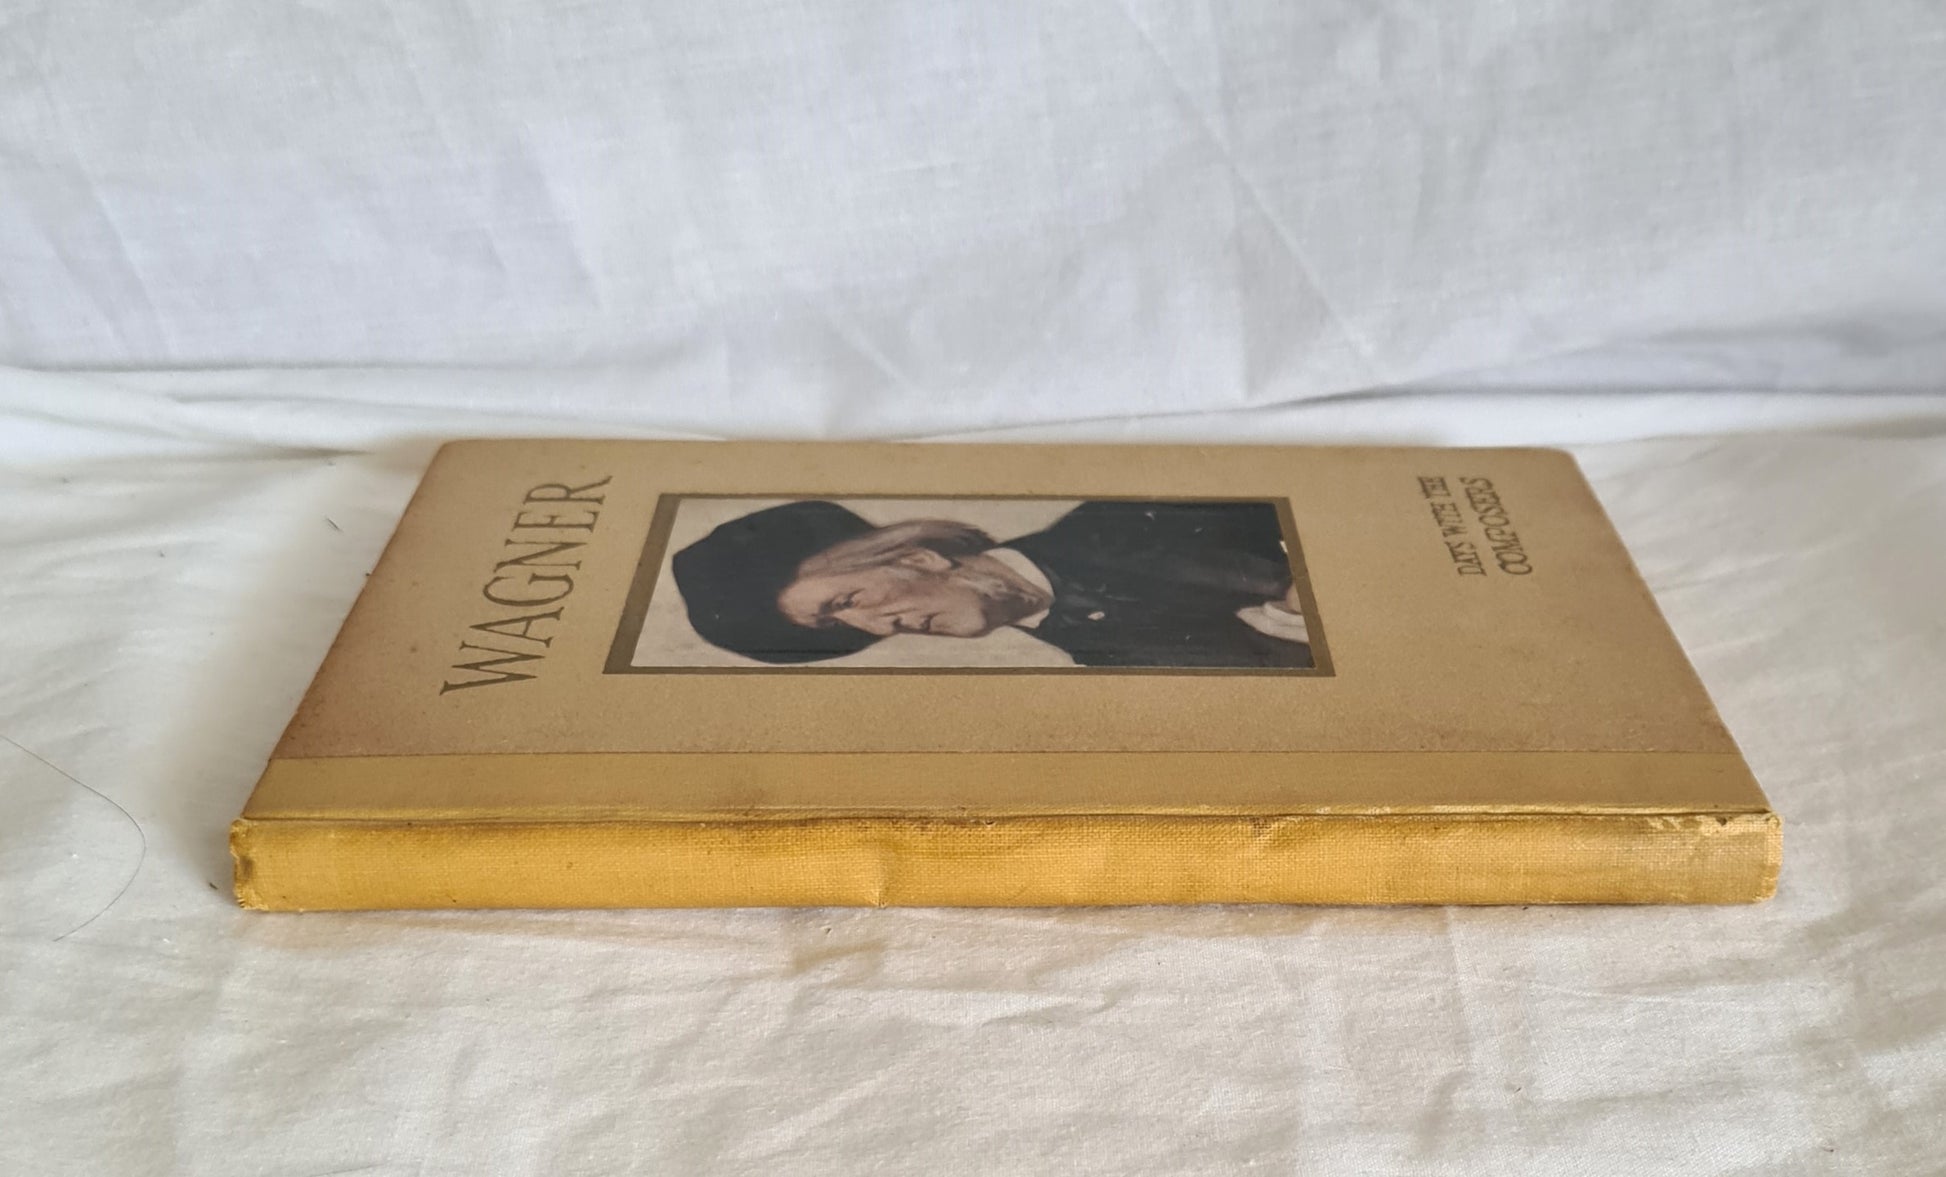 WAGNER
DAYS WITH THE
COMPOSERS